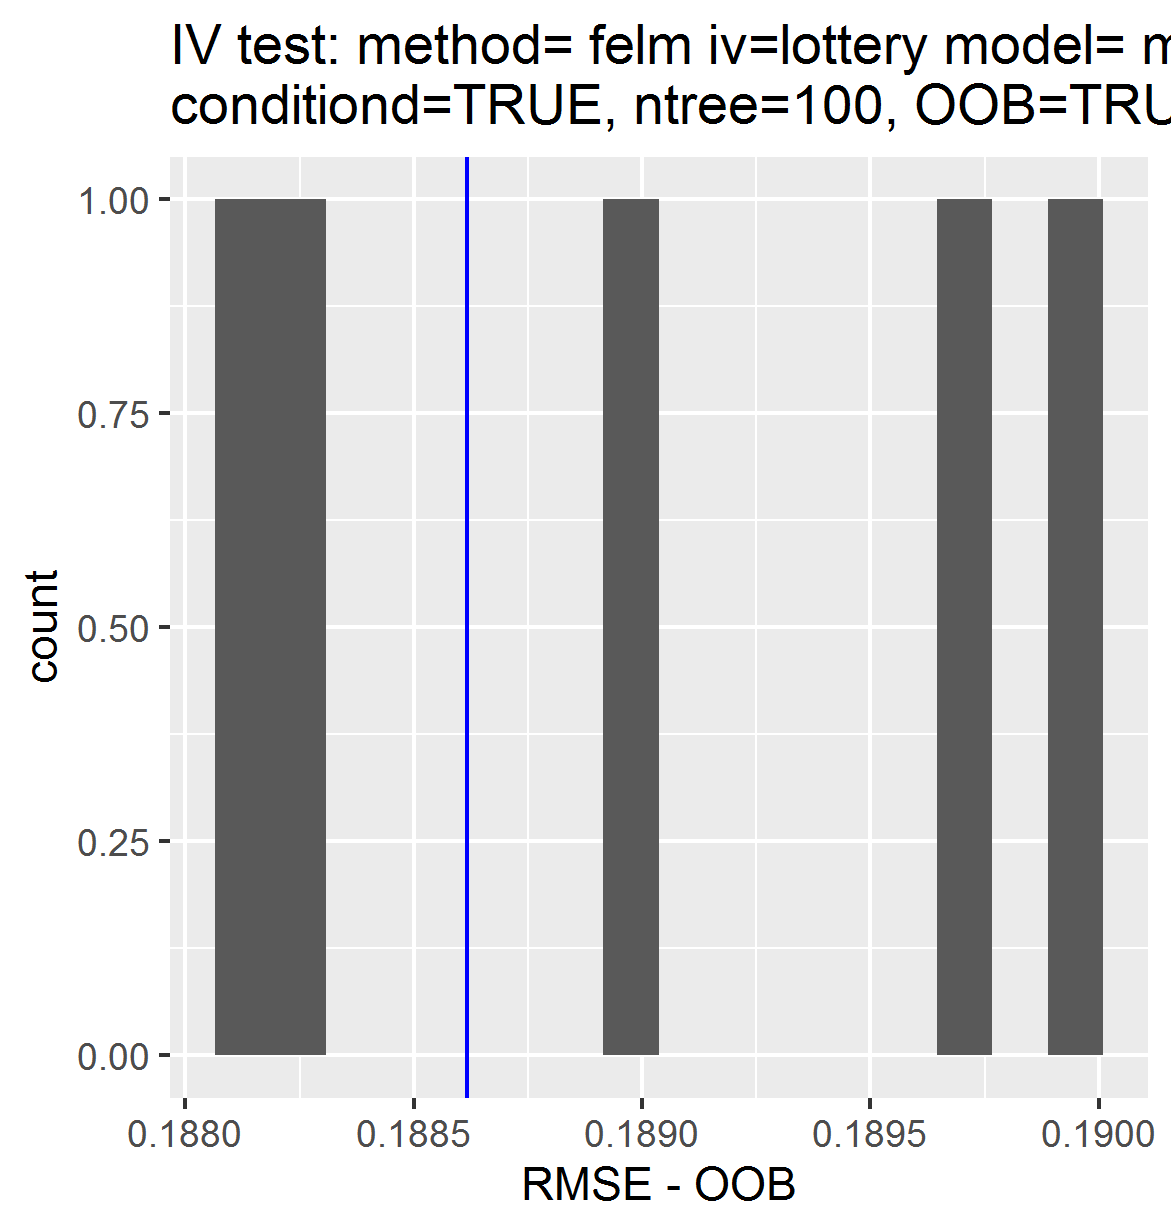 IV test: method= felm iv=lottery model= m
conditiond=TRUE, ntree=100, OOB=TRU
1.00
0.75
0.50
0.25
0.00
count
0.1880 0.1885 0.1890 0.1895 0.1900
RMSE - OOB